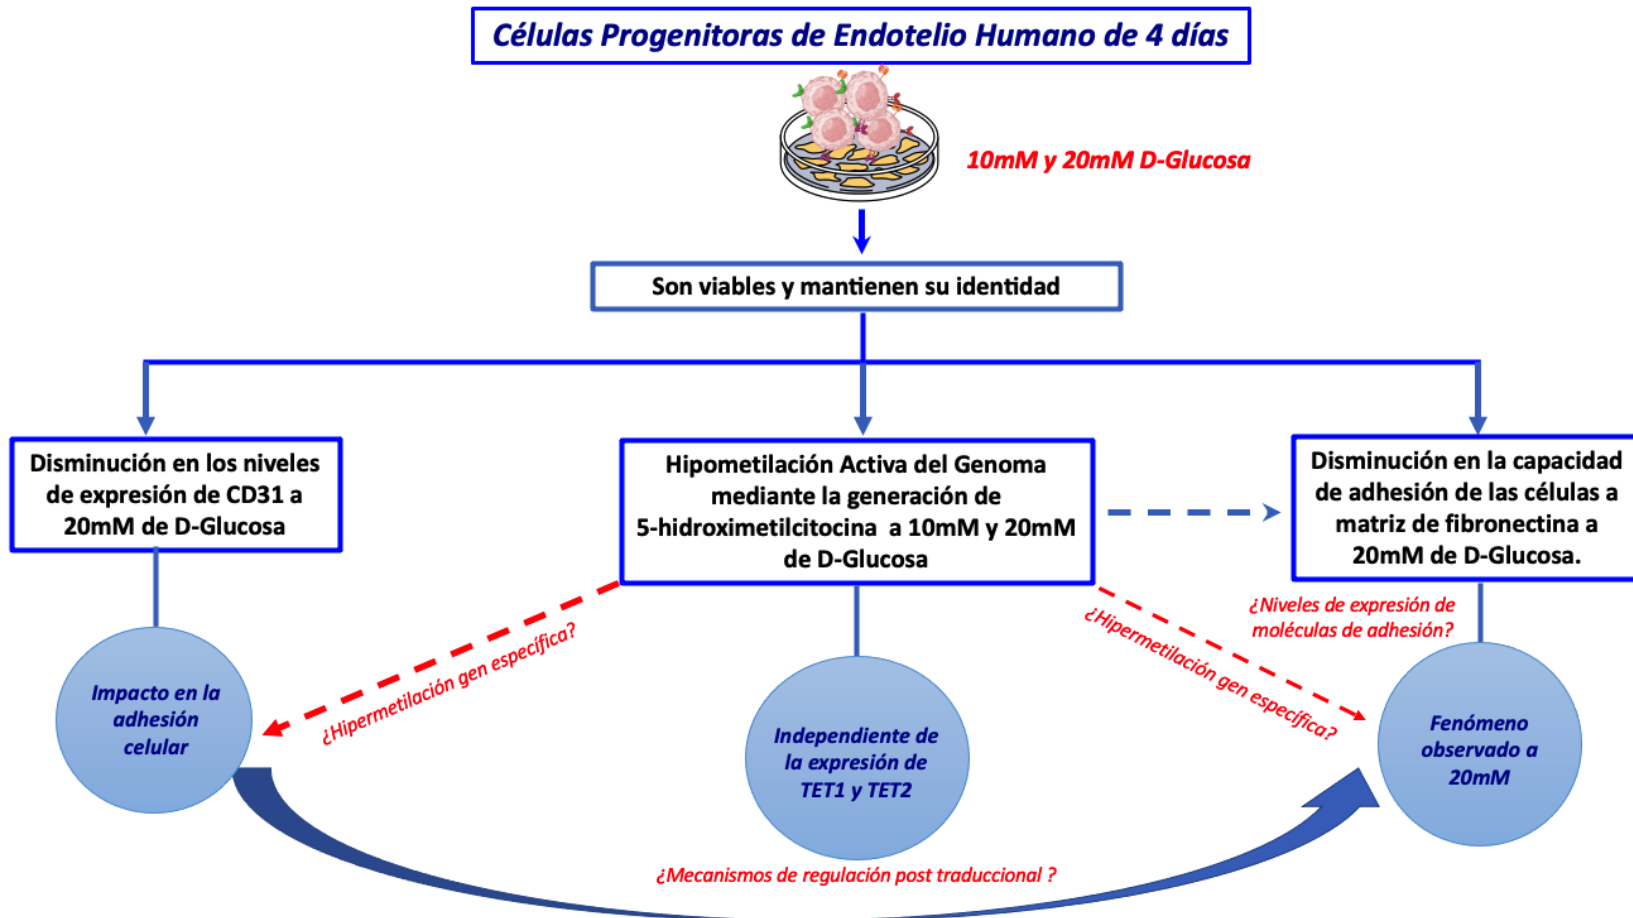 Células Progenitoras de Endotelio Humano de 4 días
10mM y 20mM D-Glucosa
Son viables y mantienen su identidad
Disminución en los niveles
de expresión de CD31 a
20mM de D-Glucosa
Hipometilación Activa del Genoma
mediante la generación de
5-hidroximetilcitocina a 10mM y 20mM
de D-Glucosa
Disminución en la capacidad
de adhesión de las células a
matriz de fibronectina a
20mM de D-Glucosa.
¿Hipermetilación gen específica?
¿Hipermetilación gen específica?
¿Niveles de expresión de
moléculas de adhesión?
Impacto en la
adhesión
celular
Independiente de
la expresión de
TET1 y TET2
Fenómeno
observado a
20mM
¿Mecanismos de regulación post traduccional ?